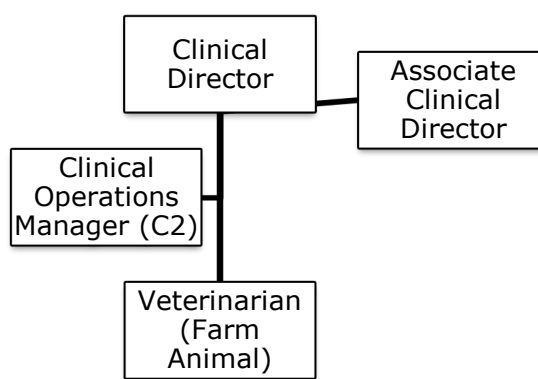 Clinical
Director
Associate
Clinical
Director
Clinical
Operations
Manager (C2)
Veterinarian
(Farm
Animal)